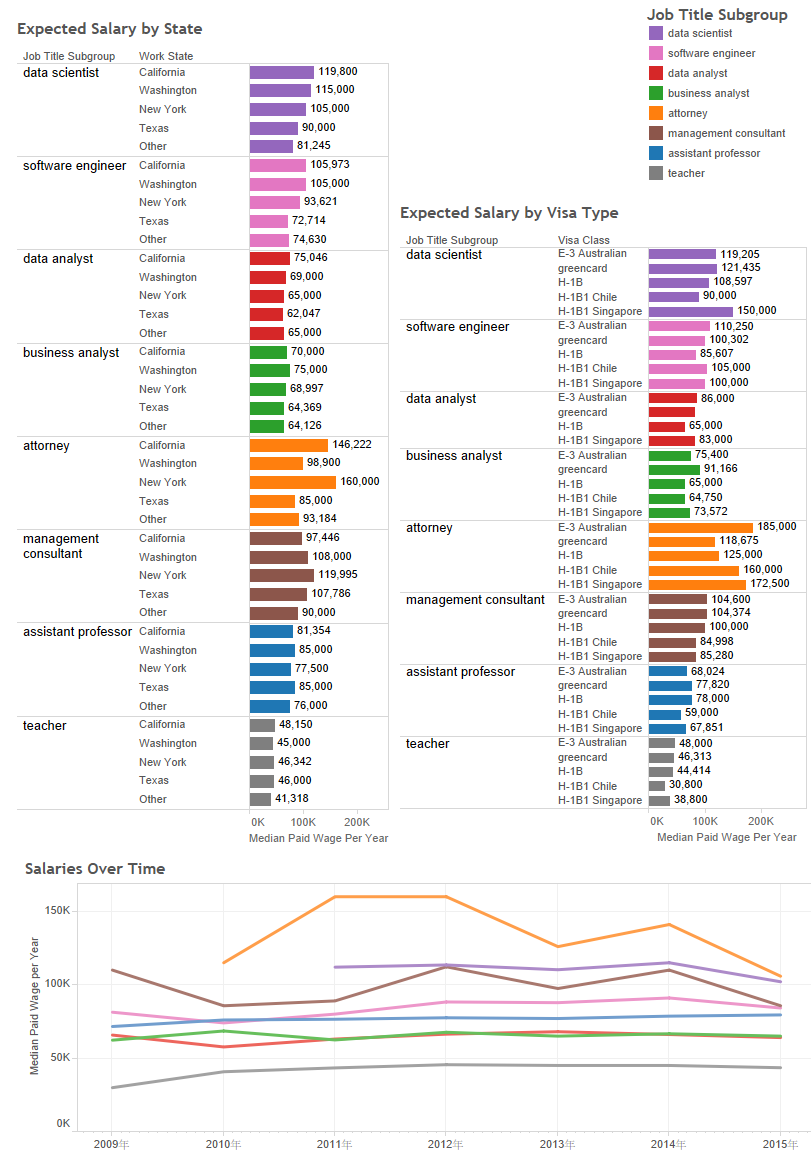 Expected Salary by State
Job Title Subgroup Work State
data scientist California 119,800
Washington 115,000
New York 105,000
Texas 90,000
Other 81,245
software engineer California 105,973
Washington 105,000
New York 93,621
Texas 72,714
Other 74,630
data analyst California 75,046
Washington 69,000
New York 65,000
Texas 62,047
Other 65,000
business analyst California 70,000
Washington 75,000
New York 68,997
Texas 64,369
Other 64,126
attorney California 146,222
Washington 98,900
New York 160,000
Texas 85,000
Other 93,184
management consultant California 97,446
Washington 108,000
New York 119,995
Texas 107,786
Other 90,000
assistant professor California 81,354
Washington 85,000
New York 77,500
Texas 85,000
Other 76,000
teacher California 48,150
Washington 45,000
New York 46,342
Texas 46,000
Other 41,318
0K 100K 200K
Median Paid Wage Per Year
Job Title Subgroup
data scientist
software engineer
data analyst
business analyst
attorney
management consultant
assistant professor
teacher
Expected Salary by Visa Type
Job Title Subgroup Visa Class
data scientist E-3 Australian 119,205
greencard 121,435
H-1B 108,597
H-1B1 Chile 90,000
H-1B1 Singapore 150,000
software engineer E-3 Australian 110,250
greencard 100,302
H-1B 85,607
H-1B1 Chile 105,000
H-1B1 Singapore 100,000
data analyst E-3 Australian 86,000
greencard
H-1B 65,000
H-1B1 Singapore 83,000
business analyst E-3 Australian 75,400
greencard 91,166
H-1B 65,000
H-1B1 Chile 64,750
H-1B1 Singapore 73,572
attorney E-3 Australian 185,000
greencard 118,675
H-1B 125,000
H-1B1 Chile 160,000
H-1B1 Singapore 172,500
management consultant E-3 Australian 104,600
greencard 104,374
H-1B 100,000
H-1B1 Chile 84,998
H-1B1 Singapore 85,280
assistant professor E-3 Australian 68,024
greencard 77,820
H-1B 78,000
H-1B1 Chile 59,000
H-1B1 Singapore 67,851
teacher E-3 Australian 48,000
greencard 46,313
H-1B 44,414
H-1B1 Chile 30,800
H-1B1 Singapore 38,800
0K 100K 200K
Median Paid Wage Per Year
Salaries Over Time
Median Paid Wage per Year
150K
100K
50K
0K
2009年 2010年 2011年 2012年 2013年 2014年 2015年